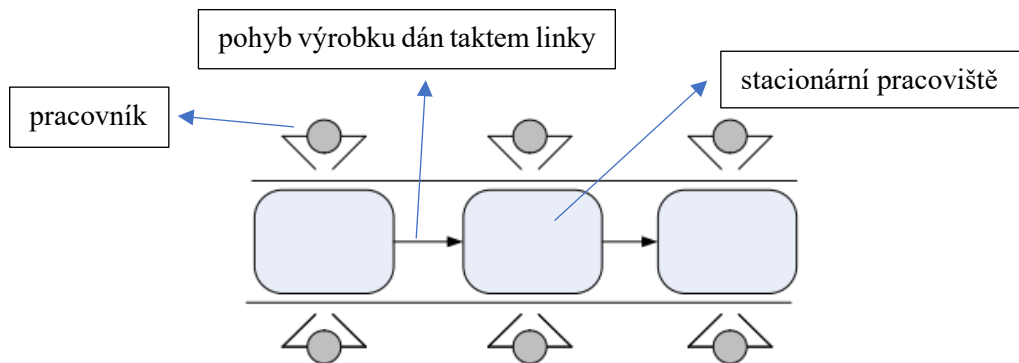 pohyb výrobku dán taktem linky
stacionární pracoviště
pracovník